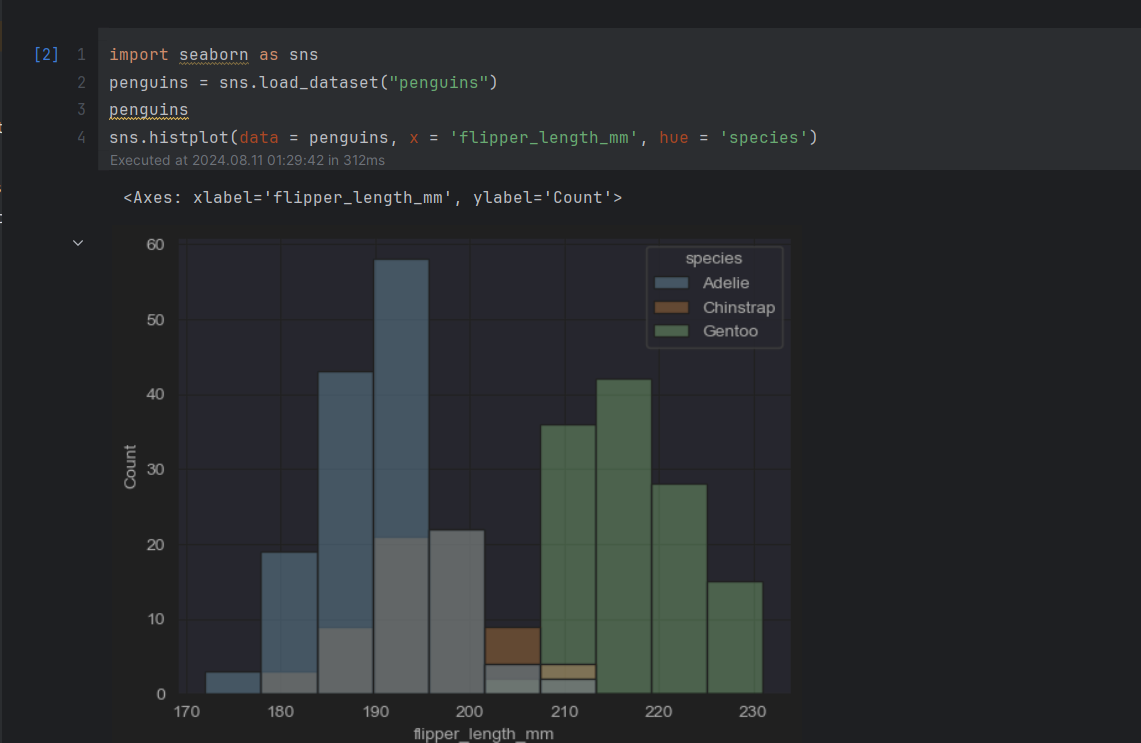 [2] 1 import seaborn as sns
2 penguins = sns.load_dataset("penguins")
3 penguins
4 sns.histplot(data = penguins, x = 'flipper_length_mm', hue = 'species')
Executed at 2024.08.11 01:29:42 in 312ms
<Axes: xlabel='flipper_length_mm', ylabel='Count'>
60
50
40
30
20
10
0
Count
species
Adelie
Chinstrap
Gentoo
170 180 190 200 210 220 230
flipper_length_mm